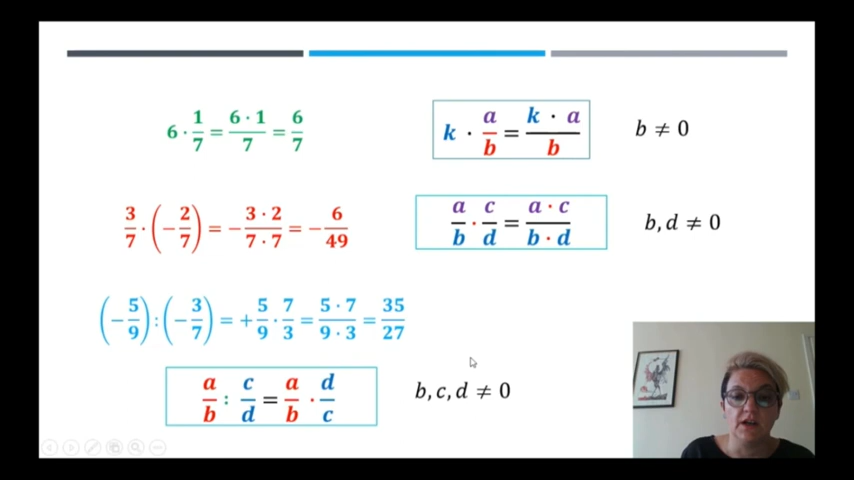 6 · 1/7 = (6 · 1)/7 = 6/7
k · a/b = (k · a)/b
b ≠ 0
3/7 · (−2/7) = −(3 · 2)/(7 · 7) = −6/49
a/b · c/d = (a · c)/(b · d)
b, d ≠ 0
(−5/9) : (−3/7) = +5/9 · 7/3 = (5 · 7)/(9 · 3) = 35/27
a/b : c/d = a/b · d/c
b, c, d ≠ 0